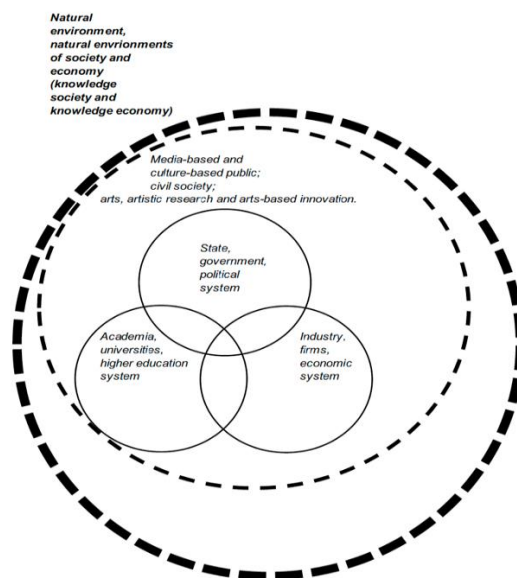 Natural
environment,
natural envrionments
of society and
economy
(knowledge
society and
knowledge economy)
Media-based and
culture-based public;
civil society;
arts, artistic research and arts-based innovation.
State,
government,
political
system
Academia,
universities,
higher education
system
Industry,
firms,
economic
system